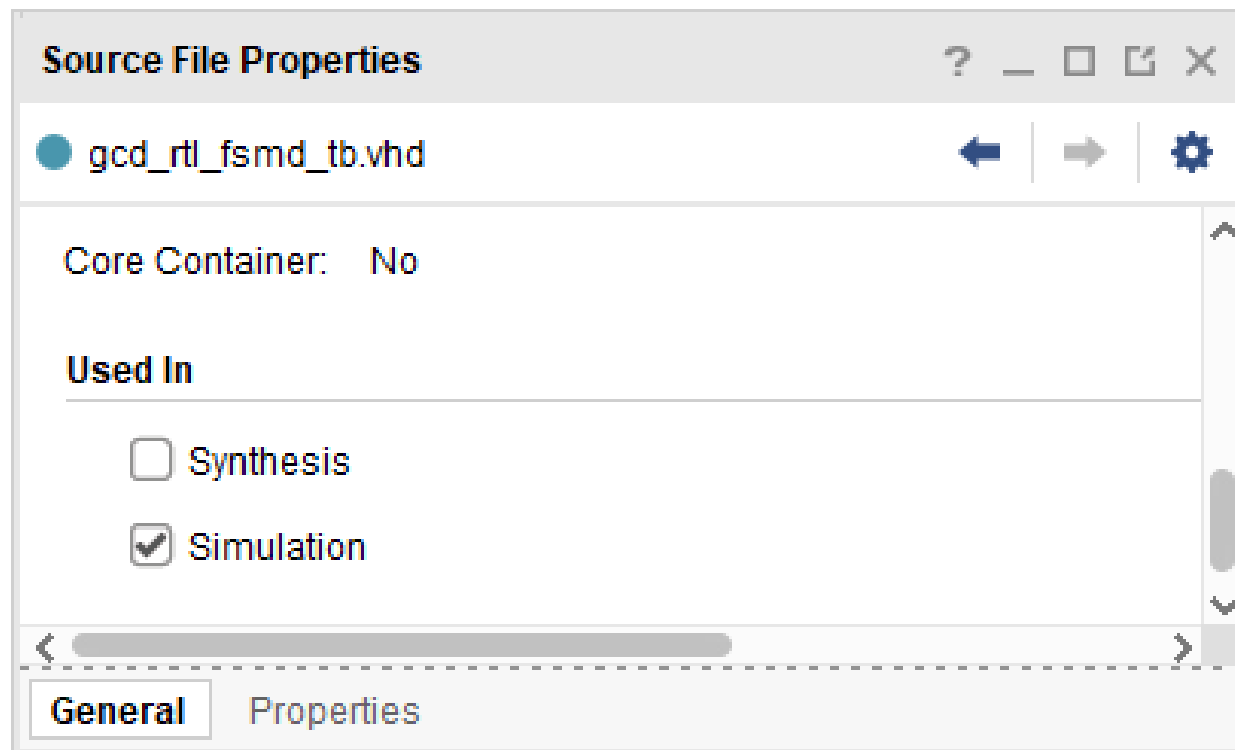 Source File Properties ?
gcd_rtl_fsmd_tb.vhd
Core Container: No
Used In
Synthesis
Simulation
General Properties